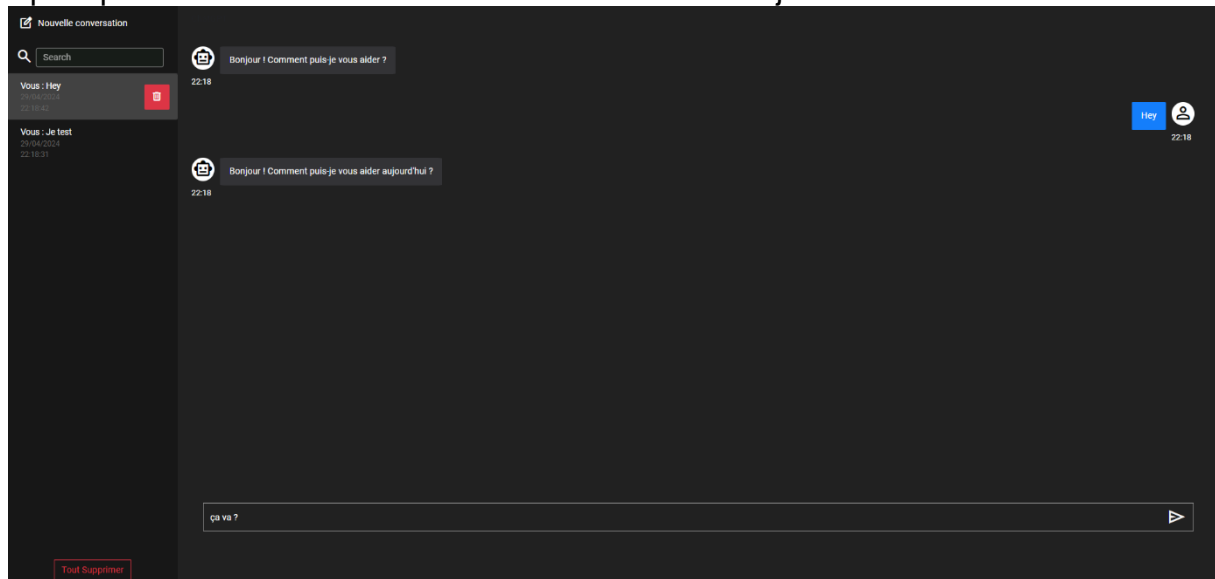 Nouvelle conversation
Search
Vous : Hey
29/04/2024
22:18:42
Vous : Je test
29/04/2024
22:18:31
Tout Supprimer
Bonjour ! Comment puis-je vous aider ?
22:18
Hey
22:18
Bonjour ! Comment puis-je vous aider aujourd'hui ?
22:18
ça va ?